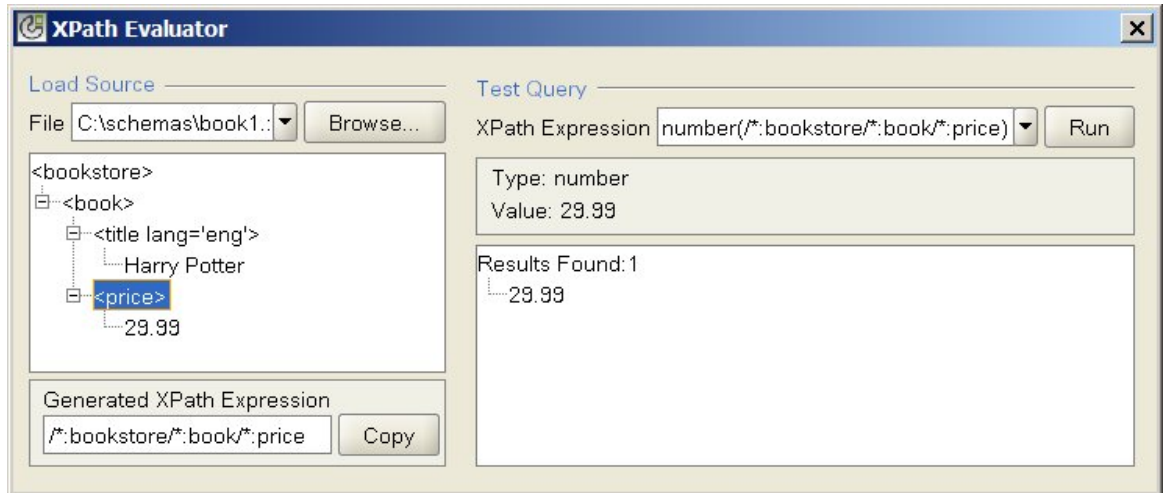 XPath Evaluator
Load Source
File C:\schemas\book1.: Browse...
<bookstore>
<book>
<title lang='eng'>
Harry Potter
<price>
29.99
Generated XPath Expression
/*:bookstore/*:book/*:price Copy
Test Query
XPath Expression number(/*:bookstore/*:book/*:price) Run
Type: number
Value: 29.99
Results Found:1
29.99